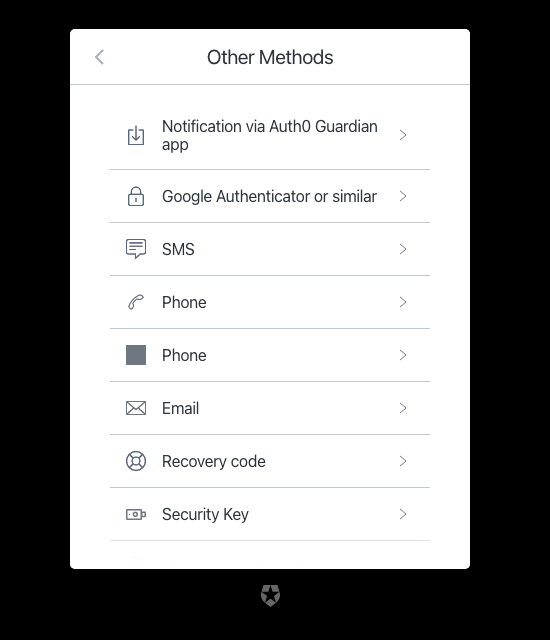 Other Methods
Notification via Auth0 Guardian
app
Google Authenticator or similar
SMS
Phone
Phone
Email
Recovery code
Security Key